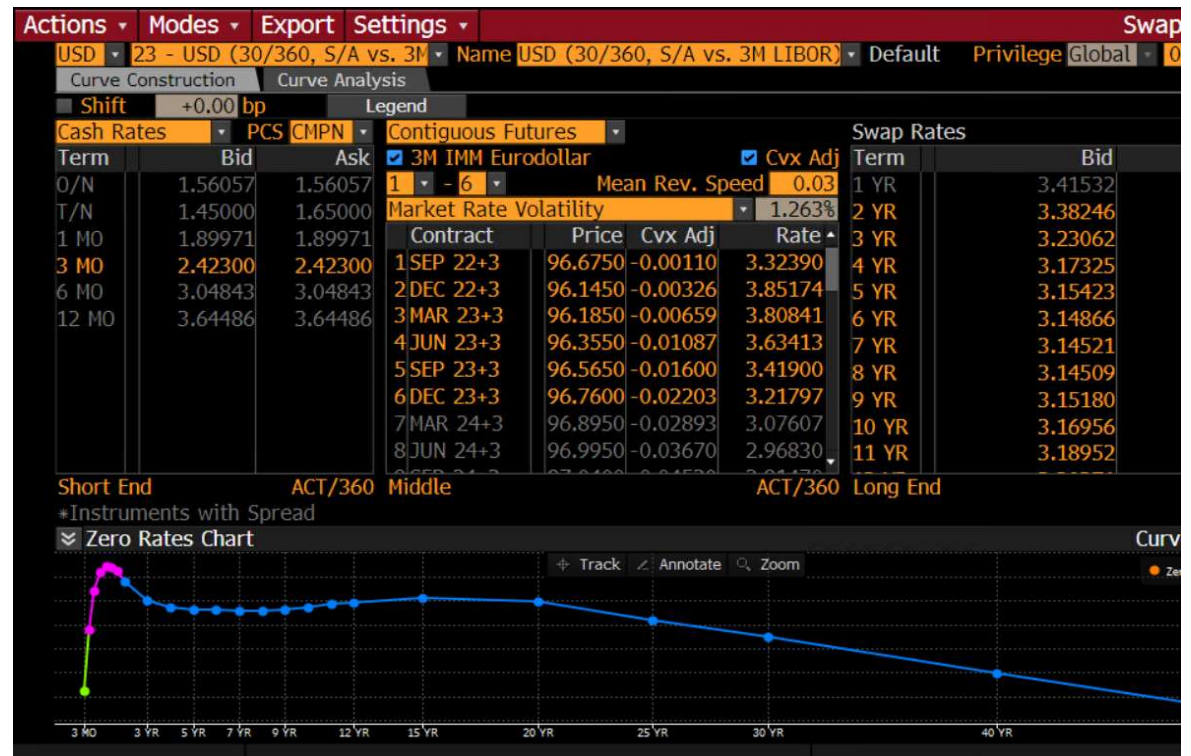 Actions Modes Export Settings Swap
USD 23 - USD (30/360, S/A vs. 3M Name USD (30/360, S/A vs. 3M LIBOR) Default Privilege Global 0
Curve Construction Curve Analysis
Shift +0.00 bp Legend
Cash Rates PCS CMPN Contiguous Futures Swap Rates
Term Bid Ask 3M IMM Eurodollar Cvx Adj Term Bid
O/N 1.56057 1.56057 1 - 6 Mean Rev. Speed 0.03 1 YR 3.41532
T/N 1.45000 1.65000 Market Rate Volatility 1.263% 2 YR 3.38246
1 MO 1.89971 1.89971 Contract Price Cvx Adj Rate 3 YR 3.23062
3 MO 2.42300 2.42300 1 SEP 22+3 96.6750 -0.00110 3.32390 4 YR 3.17325
6 MO 3.04843 3.04843 2 DEC 22+3 96.1450 -0.00326 3.85174 5 YR 3.15423
12 MO 3.64486 3.64486 3 MAR 23+3 96.1850 -0.00659 3.80841 6 YR 3.14866
4 JUN 23+3 96.3550 -0.01087 3.63413 7 YR 3.14521
5 SEP 23+3 96.5650 -0.01600 3.41900 8 YR 3.14509
6 DEC 23+3 96.7600 -0.02203 3.21797 9 YR 3.15180
7 MAR 24+3 96.8950 -0.02893 3.07607 10 YR 3.16956
8 JUN 24+3 96.9950 -0.03670 2.96830 11 YR 3.18952
Short End ACT/360 Middle ACT/360 Long End
*Instruments with Spread
Zero Rates Chart Curv
Track Annotate Zoom Zer
3 MO 3 YR 5 YR 7 YR 9 YR 12 YR 15 YR 20 YR 25 YR 30 YR 40 YR